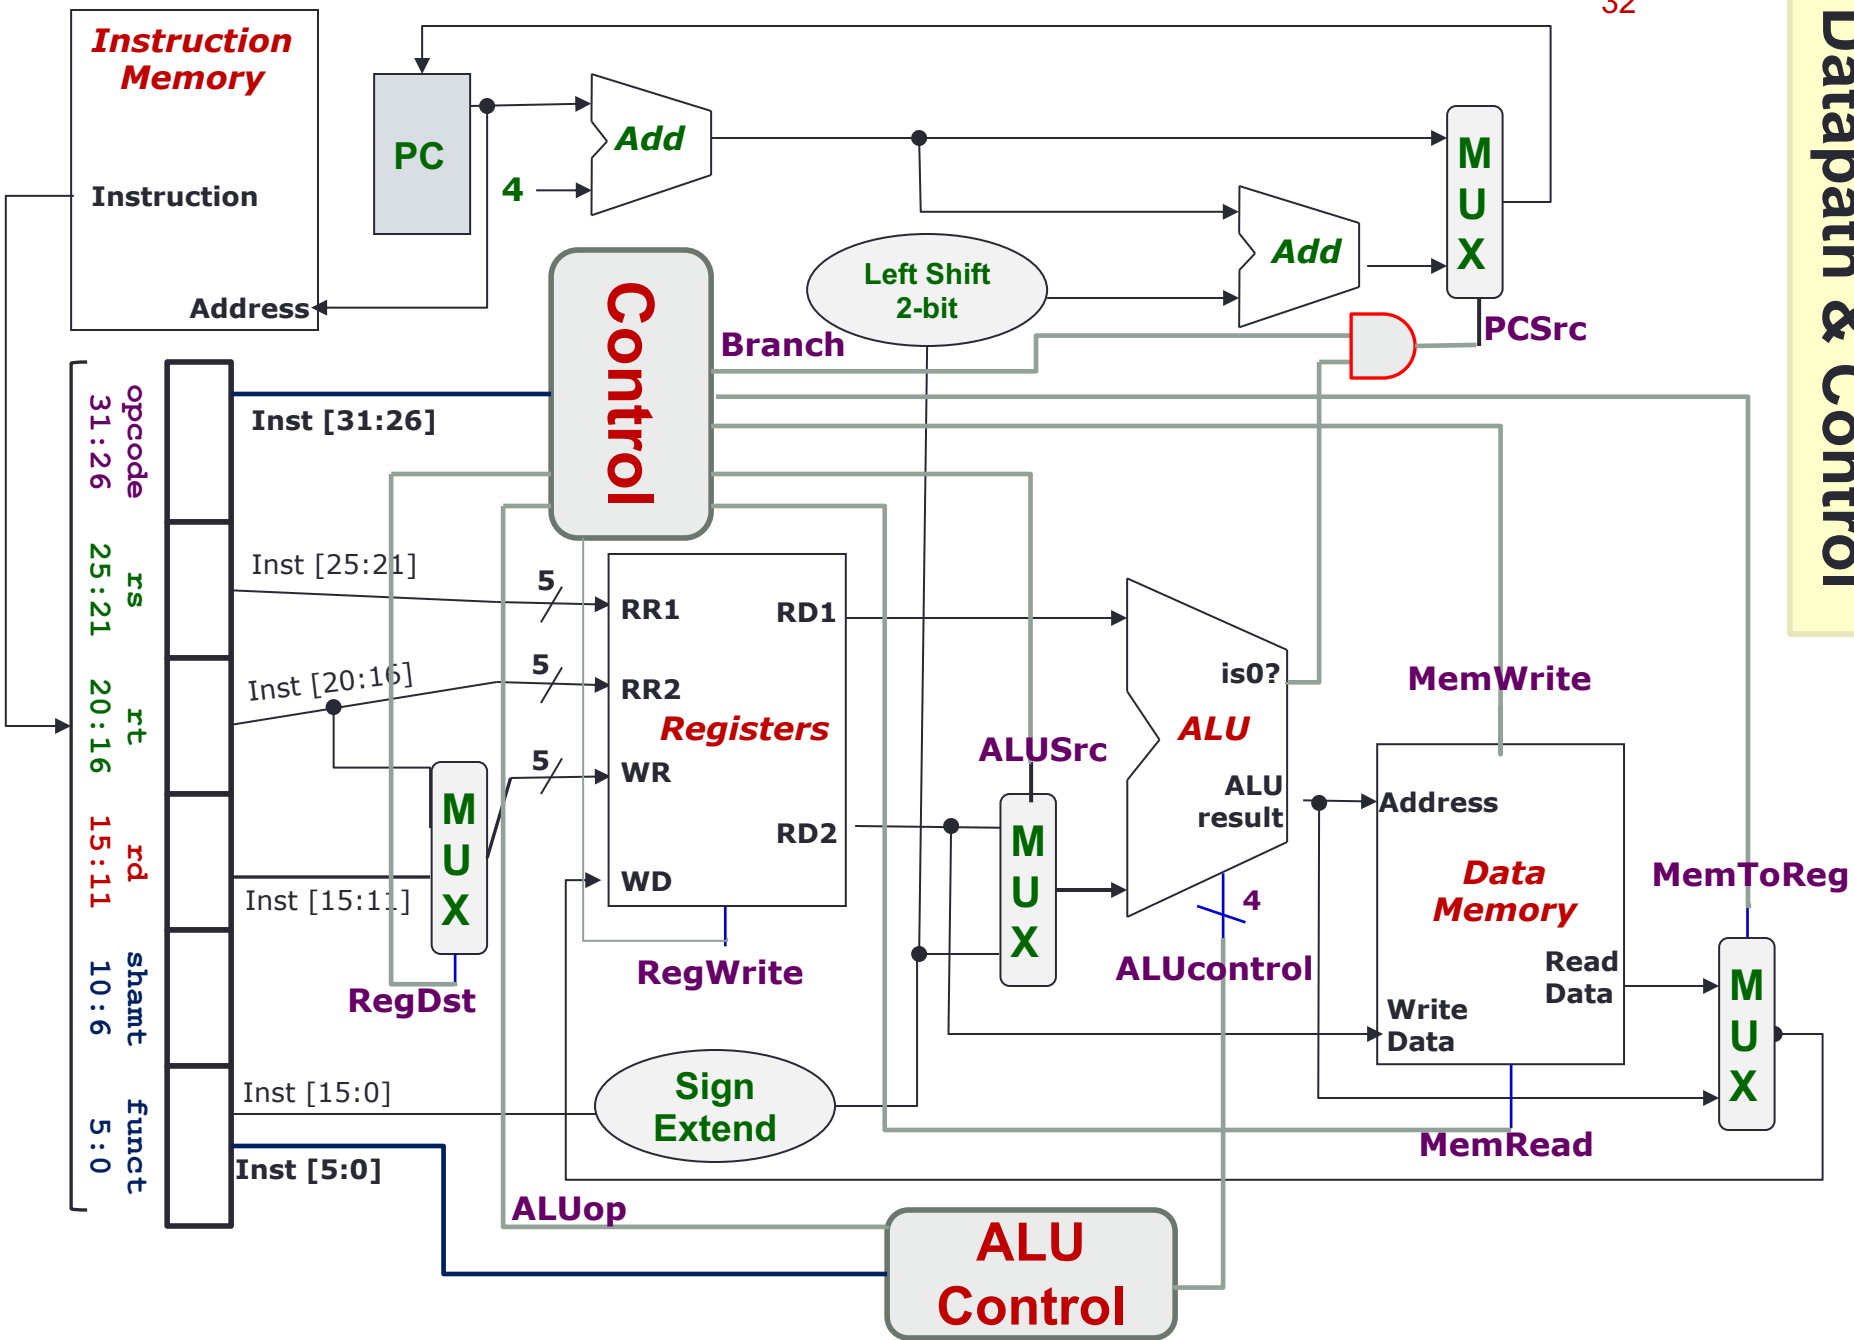 32
Datapath & Control
Instruction
Memory
Instruction
Address
PC
4
Add
Add
M
U
X
Left Shift
2-bit
PCSrc
Control
Branch
opcode
31:26
rs
25:21
rt
20:16
rd
15:11
shamt
10:6
funct
5:0
Inst [31:26]
Inst [25:21]
Inst [20:16]
Inst [15:11]
Inst [15:0]
Inst [5:0]
5
5
5
M
U
X
RegDst
RR1
RR2
WR
WD
RD1
RD2
Registers
RegWrite
Sign
Extend
ALUSrc
M
U
X
is0?
ALU
ALU
result
4
ALUcontrol
MemWrite
Address
Data
Memory
Read
Data
Write
Data
MemRead
MemToReg
M
U
X
ALUop
ALU
Control